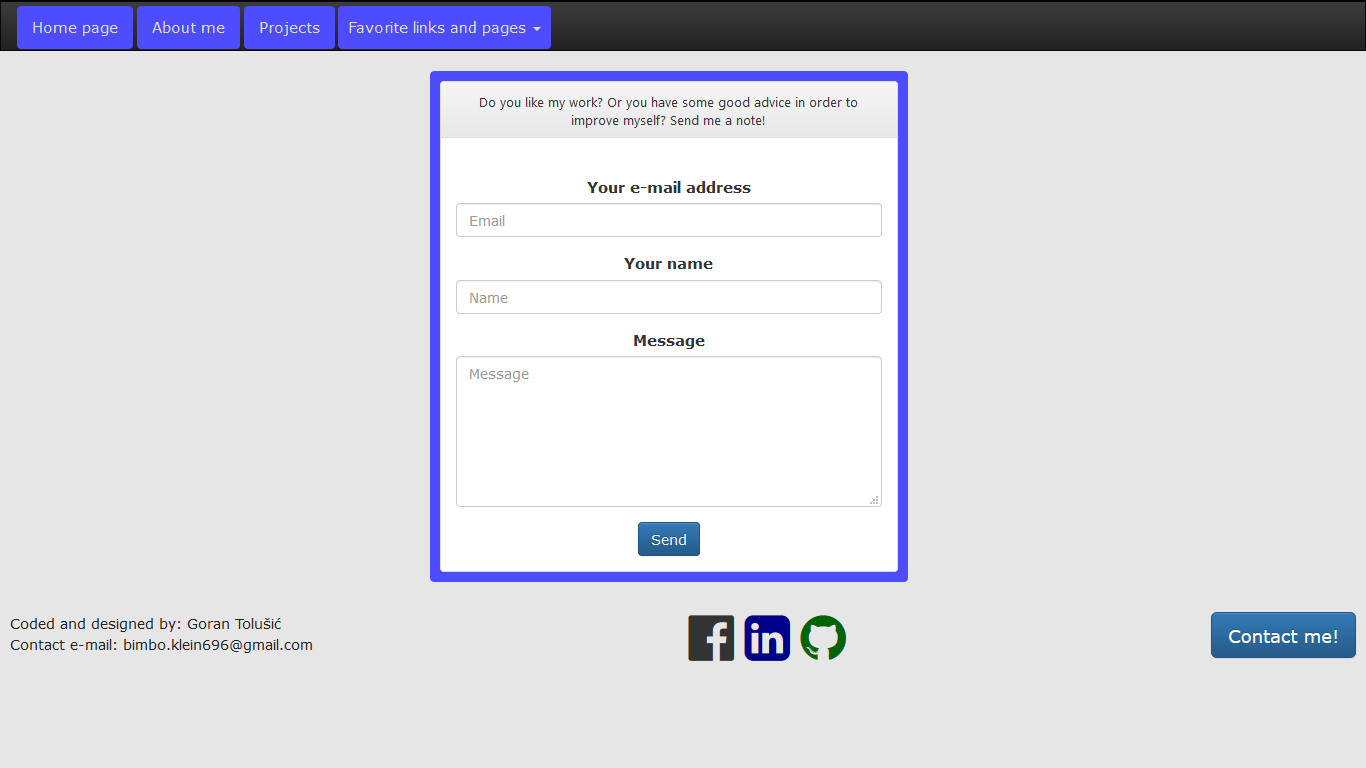 Home page About me Projects Favorite links and pages
Do you like my work? Or you have some good advice in order to
improve myself? Send me a note!
Your e-mail address
Email
Your name
Name
Message
Message
Send
Coded and designed by: Goran Tolušić
Contact e-mail: bimbo.klein696@gmail.com
in
Contact me!